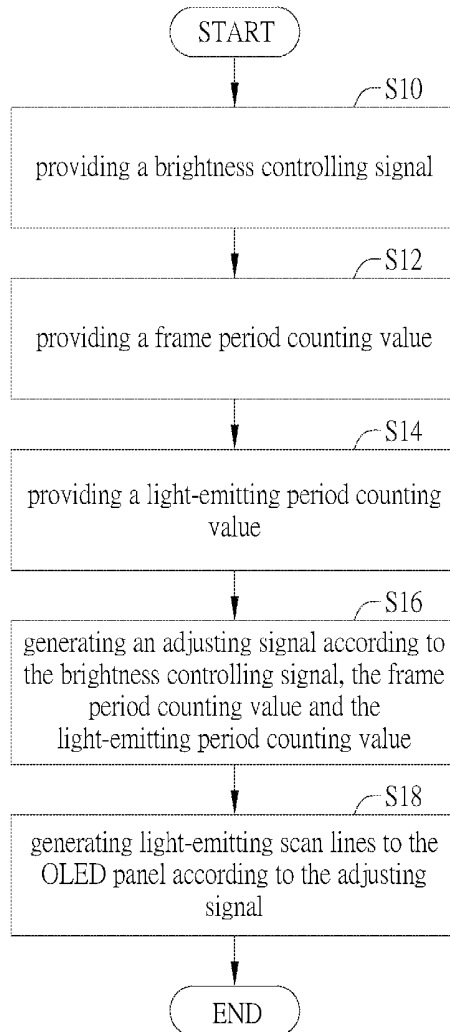 START
S10
providing a brightness controlling signal
S12
providing a frame period counting value
S14
providing a light-emitting period counting
value
S16
generating an adjusting signal according to
the brightness controlling signal, the frame
period counting value and the
light-emitting period counting value
S18
generating light-emitting scan lines to the
OLED panel according to the adjusting
signal
END